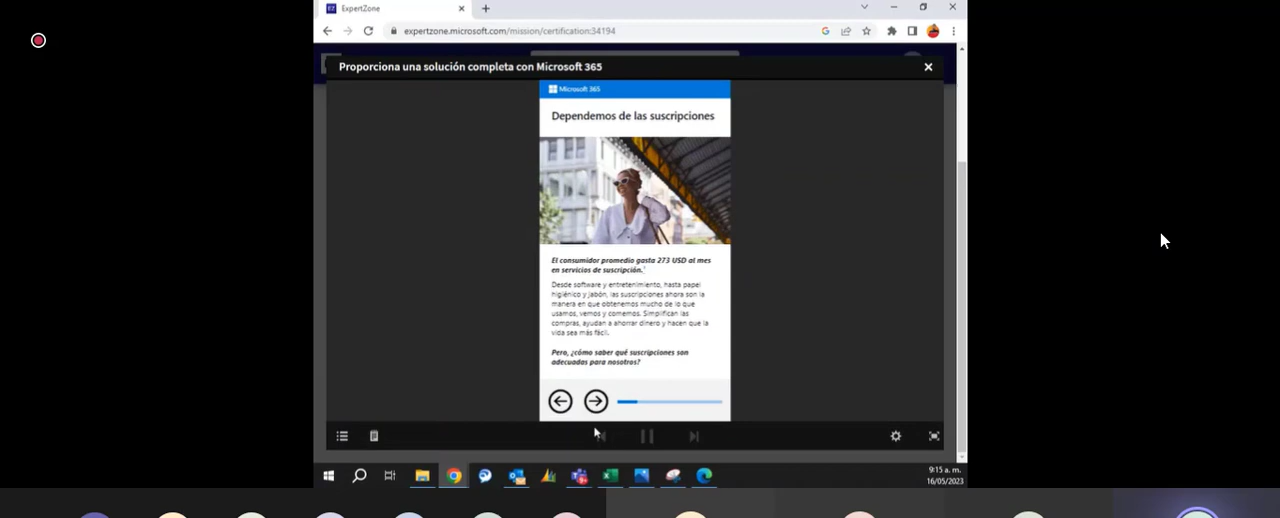 ExpertZone
expertzone.microsoft.com/mission/certification:34194
Proporciona una solución completa con Microsoft 365
Microsoft 365
Dependemos de las suscripciones
El consumidor promedio gasta 273 USD al mes
en servicios de suscripción.
Desde software y entretenimiento, hasta papel
higiénico y jabón, las suscripciones ahora son la
manera en que obtenemos mucho de lo que
usamos, vemos y comemos. Simplifican las
compras, ayudan a ahorrar dinero y hacen que la
vida sea más fácil.
Pero, ¿cómo saber qué suscripciones son
adecuadas para nosotros?
9:15 a. m.
16/05/2023